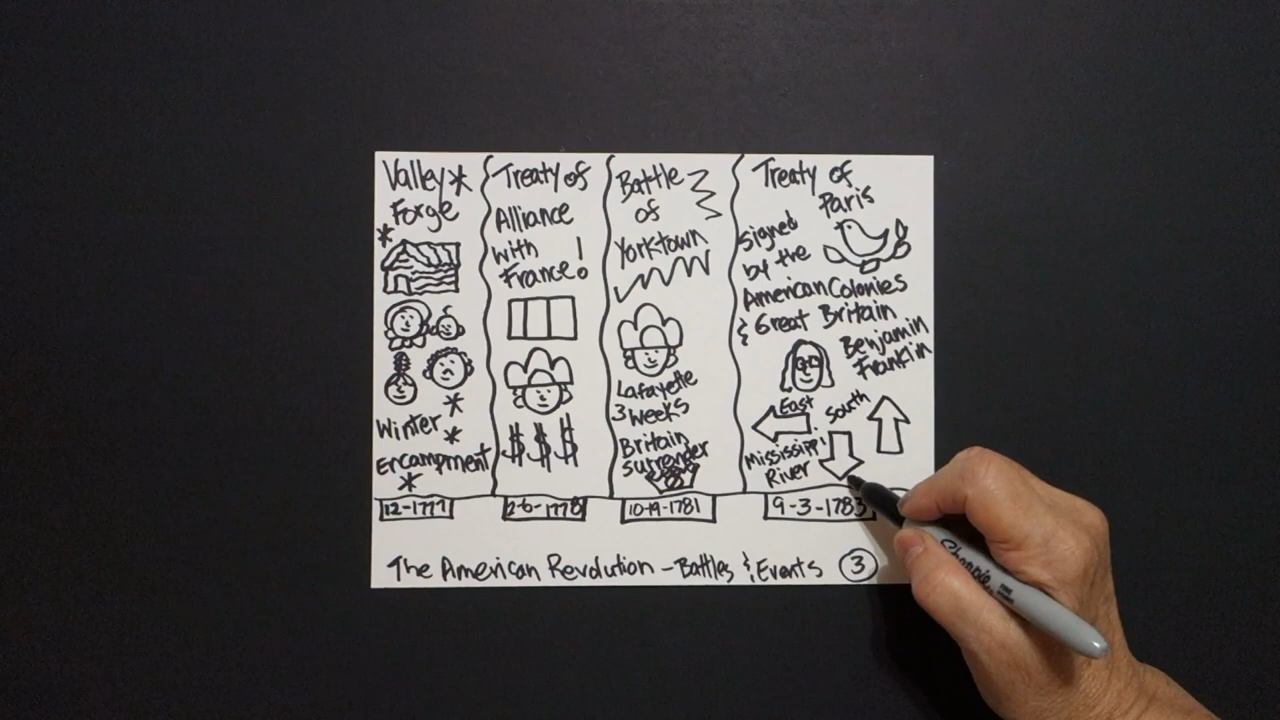 Valley
Forge
Winter
Encampment
12-1777
Treaty of
Alliance
with
France!
$$$
2-6-1778
Battle
of
Yorktown
Lafayette
3 weeks
Britain
surrender
10-19-1781
Treaty of
Paris
Signed
by the
American Colonies
& Great Britain
Benjamin
Franklin
East
South
Mississippi
River
9-3-1783
The American Revolution - Battles & Events 3
Sharpie